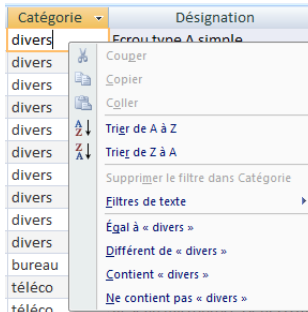 Catégorie Désignation
divers Ecrou type A simple
divers Couper
divers Copier
divers Coller
divers Trier de A à Z
divers Trier de Z à A
divers Supprimer le filtre dans Catégorie
divers Filtres de texte
divers Égal à « divers »
divers Différent de « divers »
bureau Contient « divers »
téléco Ne contient pas « divers »
téléco